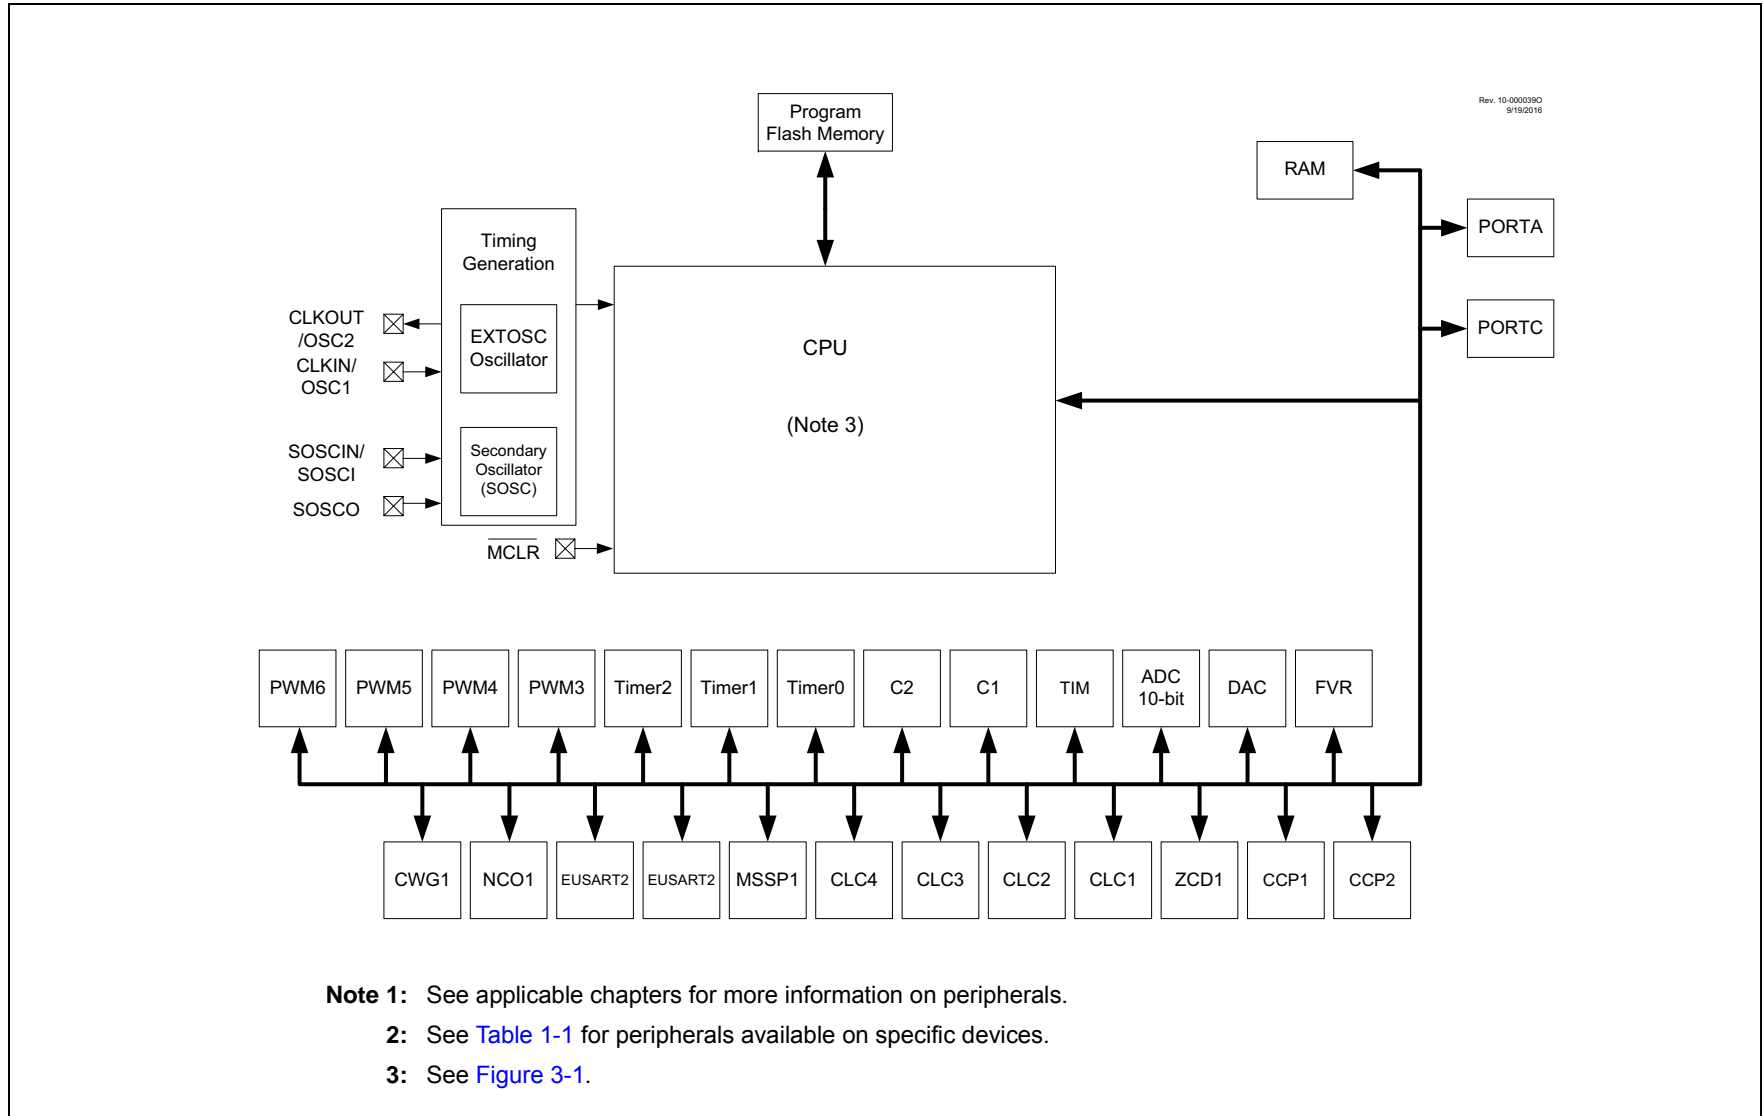 Program
Flash Memory
Rev. 10-000039O
9/19/2016
RAM
PORTA
PORTC
Timing
Generation
EXTOSC
Oscillator
Secondary
Oscillator
(SOSC)
CLKOUT
/OSC2
CLKIN/
OSC1
SOSCIN/
SOSCI
SOSCO
MCLR
CPU
(Note 3)
PWM6
PWM5
PWM4
PWM3
Timer2
Timer1
Timer0
C2
C1
TIM
ADC
10-bit
DAC
FVR
CWG1
NCO1
EUSART2
EUSART2
MSSP1
CLC4
CLC3
CLC2
CLC1
ZCD1
CCP1
CCP2
Note 1: See applicable chapters for more information on peripherals.
2: See Table 1-1 for peripherals available on specific devices.
3: See Figure 3-1.